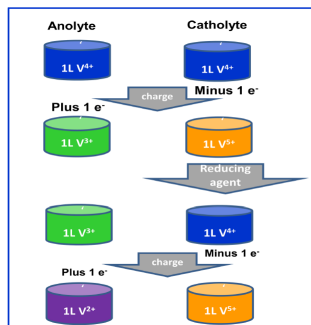 Anolyte Catholyte
1L V⁴⁺ 1L V⁴⁺
charge Minus 1 e⁻
Plus 1 e⁻
1L V³⁺ 1L V⁵⁺
Reducing
agent
1L V³⁺ 1L V⁴⁺
charge Minus 1 e⁻
Plus 1 e⁻
1L V²⁺ 1L V⁵⁺